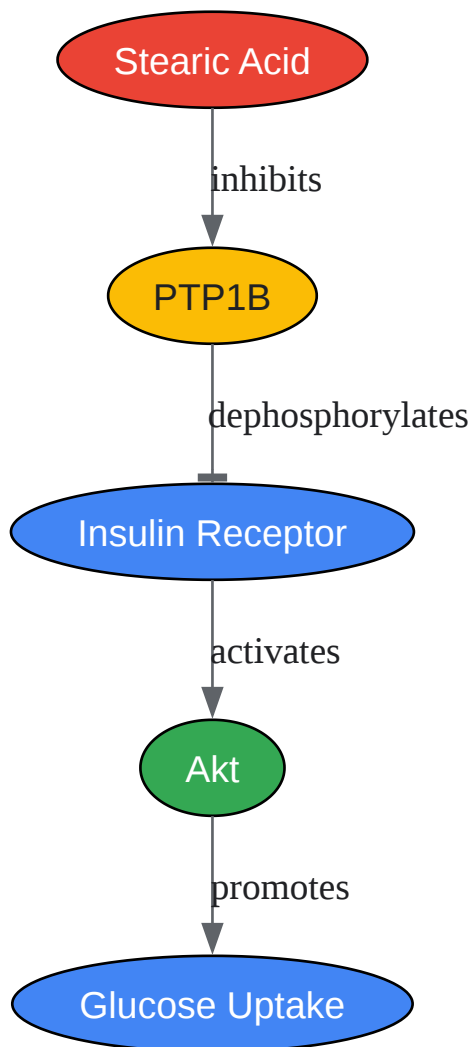 Stearic Acid
inhibits
PTP1B
dephosphorylates
Insulin Receptor
activates
Akt
promotes
Glucose Uptake